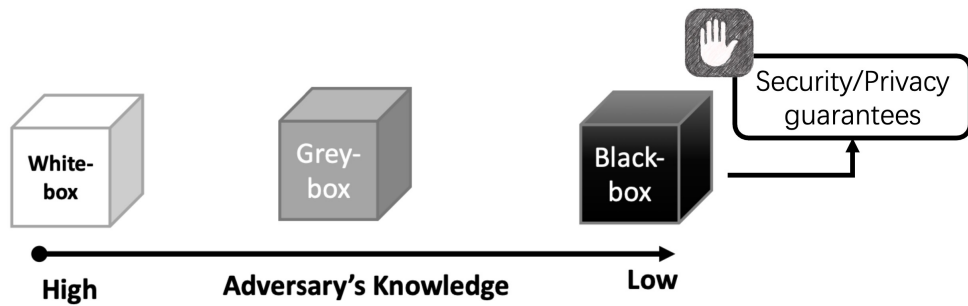 Security/Privacy
guarantees
White-
box
Grey-
box
Black-
box
High
Adversary's Knowledge
Low